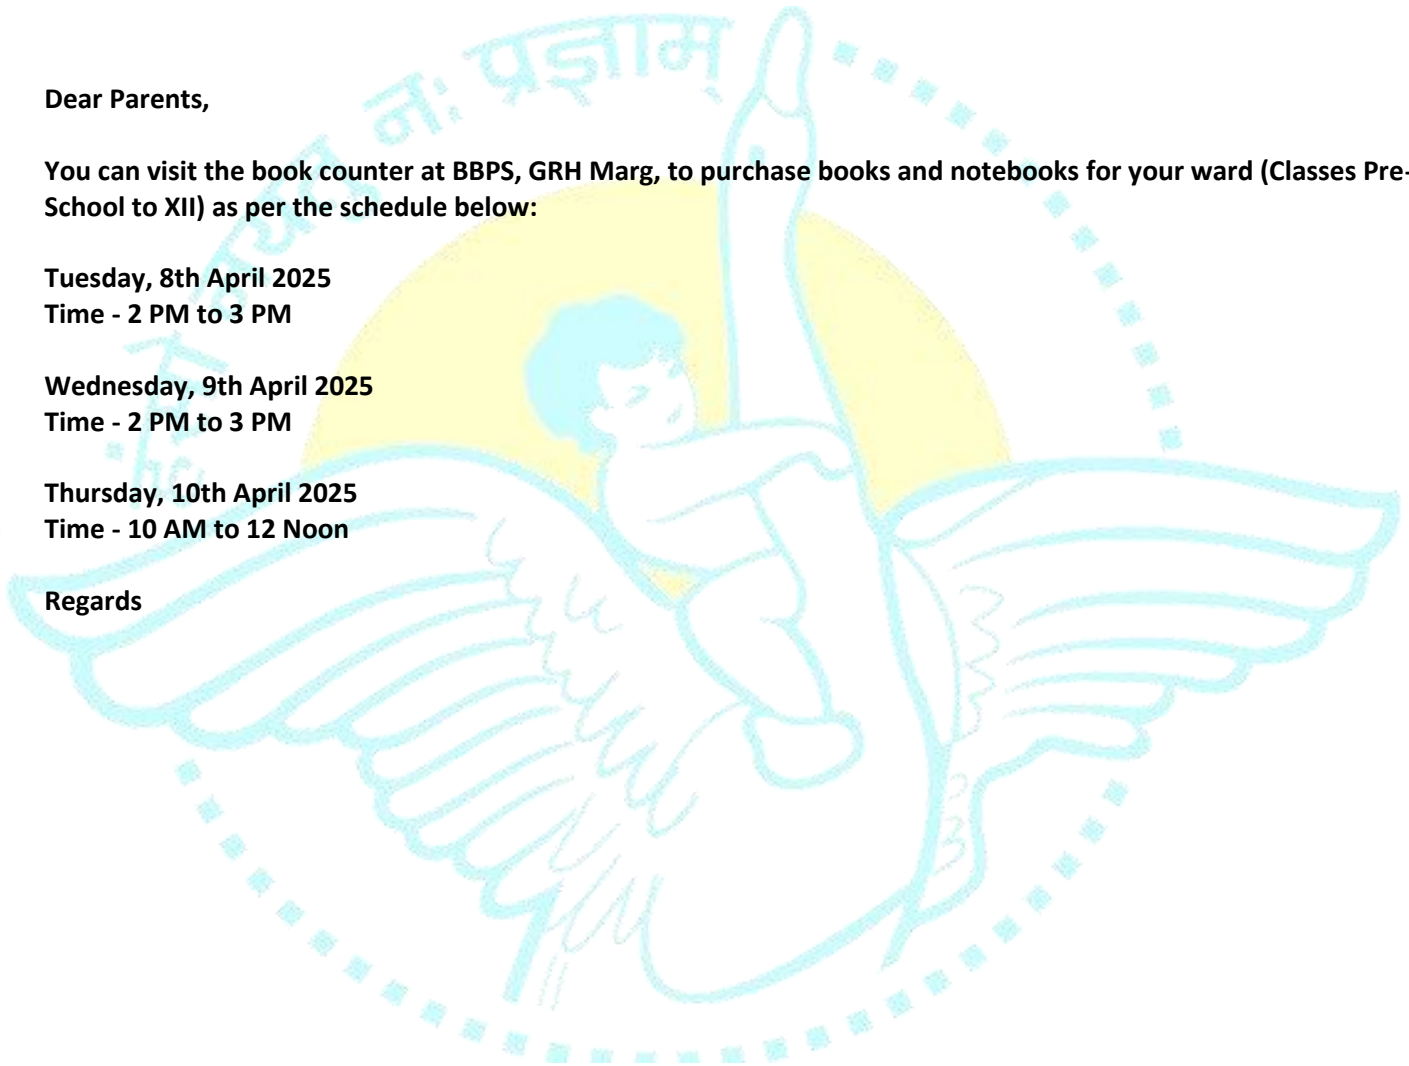 नः प्रज्ञाम्
Dear Parents,
You can visit the book counter at BBPS, GRH Marg, to purchase books and notebooks for your ward (Classes Pre-
School to XII) as per the schedule below:
Tuesday, 8th April 2025
Time - 2 PM to 3 PM
Wednesday, 9th April 2025
Time - 2 PM to 3 PM
Thursday, 10th April 2025
Time - 10 AM to 12 Noon
Regards